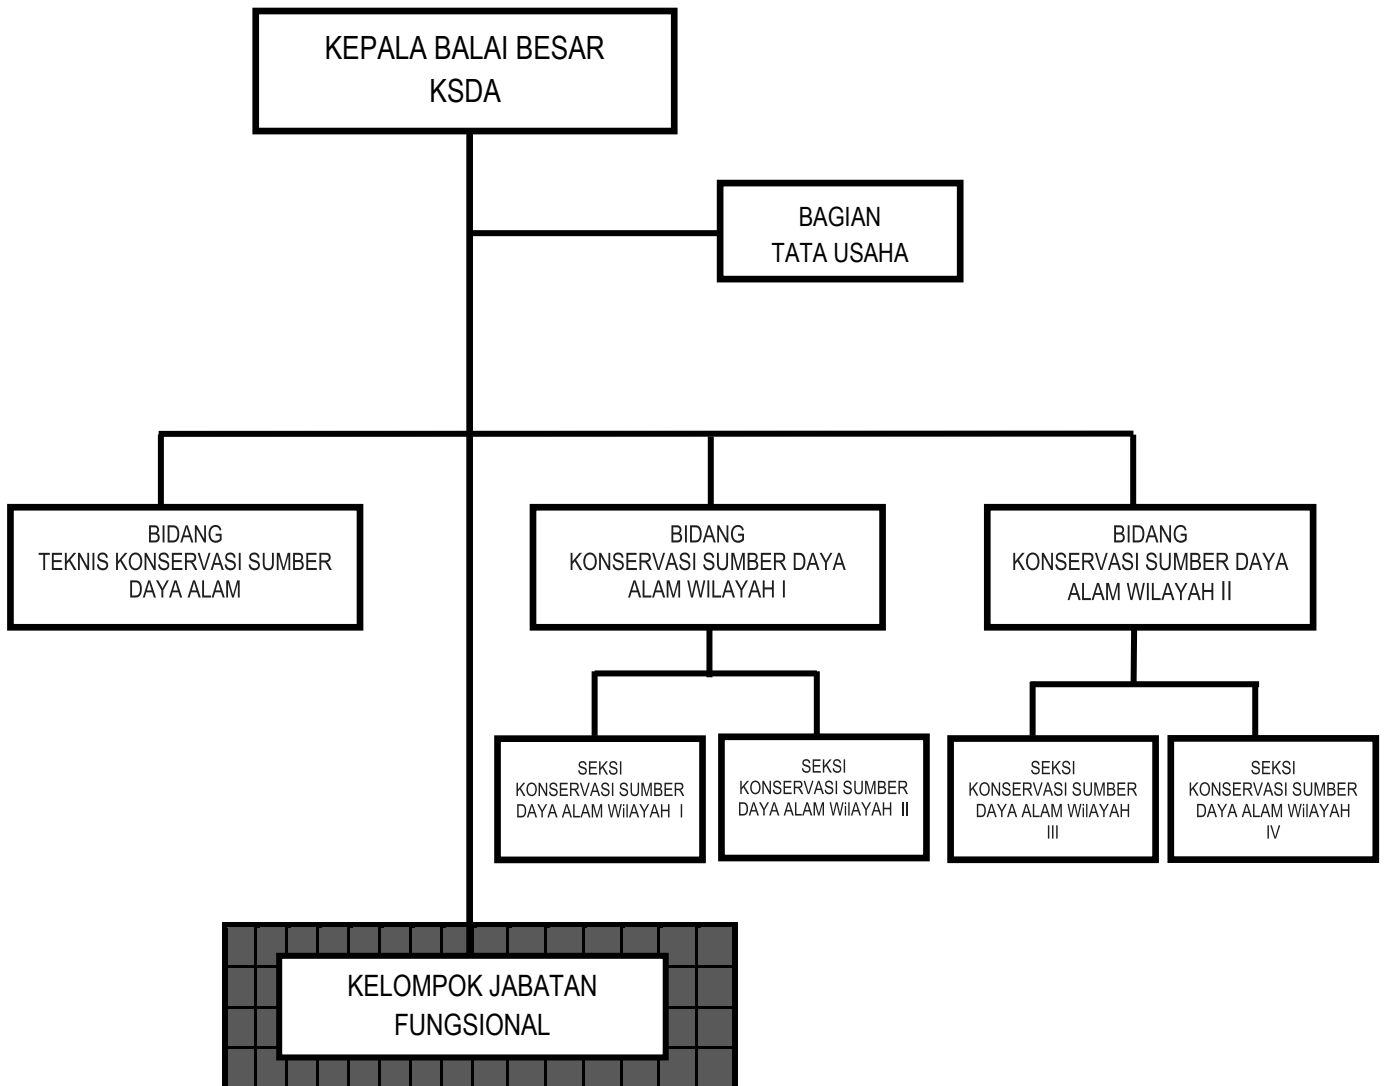 KEPALA BALAI BESAR
KSDA
BAGIAN
TATA USAHA
BIDANG
TEKNIS KONSERVASI SUMBER
DAYA ALAM
BIDANG
KONSERVASI SUMBER DAYA
ALAM WILAYAH I
BIDANG
KONSERVASI SUMBER DAYA
ALAM WILAYAH II
SEKSI
KONSERVASI SUMBER
DAYA ALAM WilAYAH I
SEKSI
KONSERVASI SUMBER
DAYA ALAM WilAYAH II
SEKSI
KONSERVASI SUMBER
DAYA ALAM WilAYAH
III
SEKSI
KONSERVASI SUMBER
DAYA ALAM WilAYAH
IV
KELOMPOK JABATAN
FUNGSIONAL